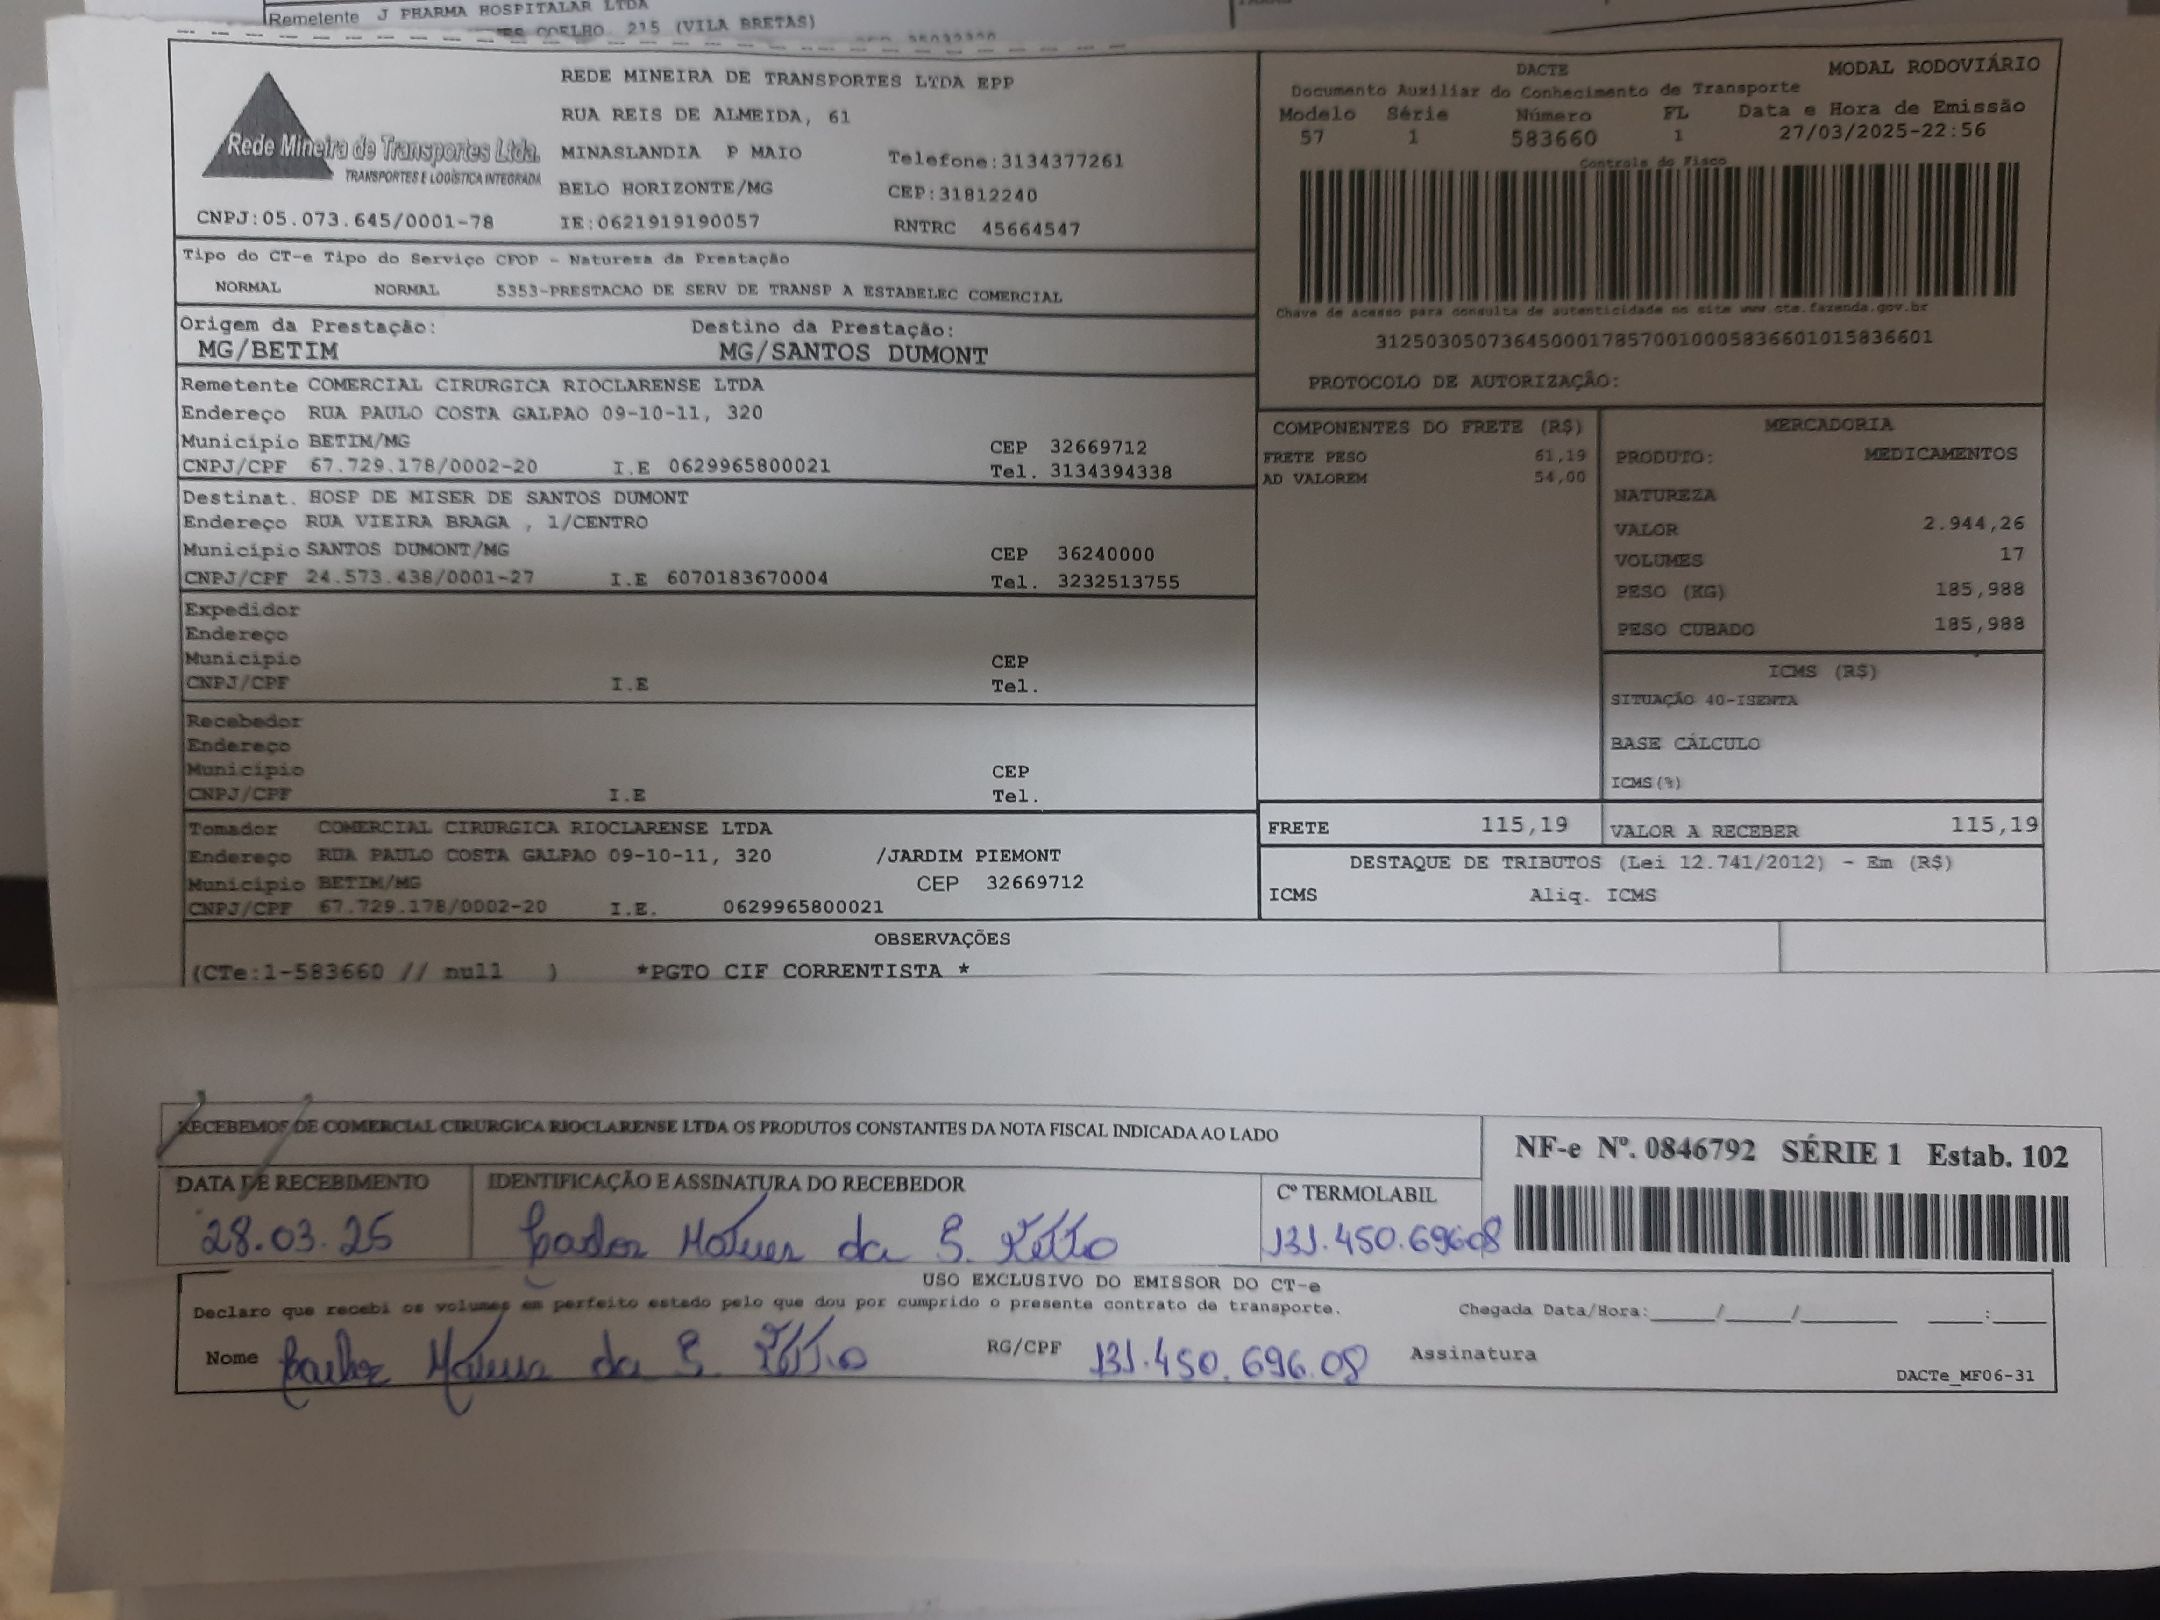 Remetente J PHARMA HOSPITALAR LTDA
COELHO, 215 (VILA BRETAS)
Rede Mineira de Transportes Ltda.
TRANSPORTES E LOGÍSTICA INTEGRADA
REDE MINEIRA DE TRANSPORTES LTDA EPP
RUA REIS DE ALMEIDA, 61
MINASLANDIA P MAIO Telefone:3134377261
BELO HORIZONTE/MG CEP:31812240
CNPJ:05.073.645/0001-78 IE:0621919190057 RNTRC 45664547
DACTE MODAL RODOVIÁRIO
Documento Auxiliar do Conhecimento de Transporte
Modelo Série Número FL Data e Hora de Emissão
57 1 583660 1 27/03/2025-22:56
Controle do Fisco
Chave de acesso para consulta de autenticidade no site www.cte.fazenda.gov.br
31250305073645000178570010005836601015836601
PROTOCOLO DE AUTORIZAÇÃO:
Tipo do CT-e Tipo do Serviço CFOP - Natureza da Prestação
NORMAL NORMAL 5353-PRESTACAO DE SERV DE TRANSP A ESTABELEC COMERCIAL
Origem da Prestação: Destino da Prestação:
MG/BETIM MG/SANTOS DUMONT
Remetente COMERCIAL CIRURGICA RIOCLARENSE LTDA
Endereço RUA PAULO COSTA GALPAO 09-10-11, 320
Município BETIM/MG CEP 32669712
CNPJ/CPF 67.729.178/0002-20 I.E 0629965800021 Tel. 3134394338
Destinat. HOSP DE MISER DE SANTOS DUMONT
Endereço RUA VIEIRA BRAGA , 1/CENTRO
Município SANTOS DUMONT/MG CEP 36240000
CNPJ/CPF 24.573.438/0001-27 I.E 6070183670004 Tel. 3232513755
Expedidor
Endereço
Município CEP
CNPJ/CPF I.E Tel.
Recebedor
Endereço
Município CEP
CNPJ/CPF I.E Tel.
Tomador COMERCIAL CIRURGICA RIOCLARENSE LTDA
Endereço RUA PAULO COSTA GALPAO 09-10-11, 320 /JARDIM PIEMONT
Município BETIM/MG CEP 32669712
CNPJ/CPF 67.729.178/0002-20 I.E. 0629965800021
COMPONENTES DO FRETE (R$)
FRETE PESO 61,19
AD VALOREM 54,00
MERCADORIA
PRODUTO: MEDICAMENTOS
NATUREZA
VALOR 2.944,26
VOLUMES 17
PESO (KG) 185,988
PESO CUBADO 185,988
ICMS (R$)
SITUAÇÃO 40-ISENTA
BASE CÁLCULO
ICMS(%)
FRETE 115,19 VALOR A RECEBER 115,19
DESTAQUE DE TRIBUTOS (Lei 12.741/2012) - Em (R$)
ICMS Aliq. ICMS
OBSERVAÇÕES
(CTe:1-583660 // null ) *PGTO CIF CORRENTISTA *
RECEBEMOS DE COMERCIAL CIRURGICA RIOCLARENSE LTDA OS PRODUTOS CONSTANTES DA NOTA FISCAL INDICADA AO LADO
NF-e Nº. 0846792 SÉRIE 1 Estab. 102
DATA DE RECEBIMENTO IDENTIFICAÇÃO E ASSINATURA DO RECEBEDOR Cº TERMOLABIL
28.03.25 da S. 131.450.69608
USO EXCLUSIVO DO EMISSOR DO CT-e
Declaro que recebi os volumes em perfeito estado pelo que dou por cumprido o presente contrato de transporte. Chegada Data/Hora:____/____/______ ___:___
Nome da S. RG/CPF 131.450.696.08 Assinatura
DACTe_MF06-31